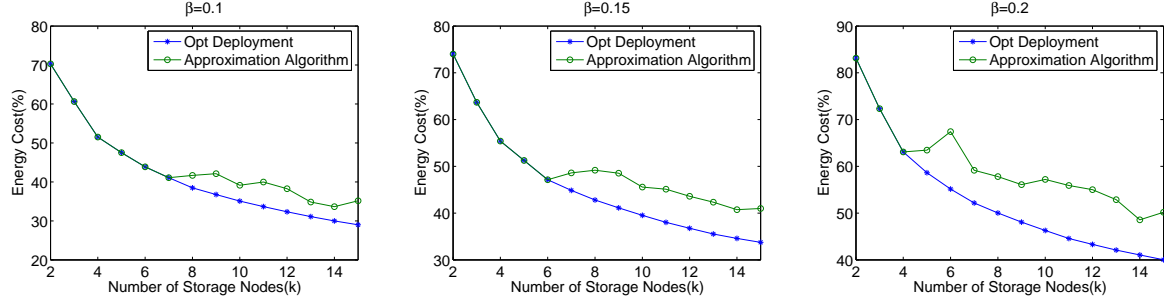 β=0.1
80
70
60
50
40
30
20
2
4
6
8
10
12
14
Energy Cost(%)
Number of Storage Nodes(k)
Opt Deployment
Approximation Algorithm
β=0.15
80
70
60
50
40
30
20
2
4
6
8
10
12
14
Energy Cost(%)
Number of Storage Nodes(k)
Opt Deployment
Approximation Algorithm
β=0.2
90
80
70
60
50
40
2
4
6
8
10
12
14
Energy Cost(%)
Number of Storage Nodes(k)
Opt Deployment
Approximation Algorithm